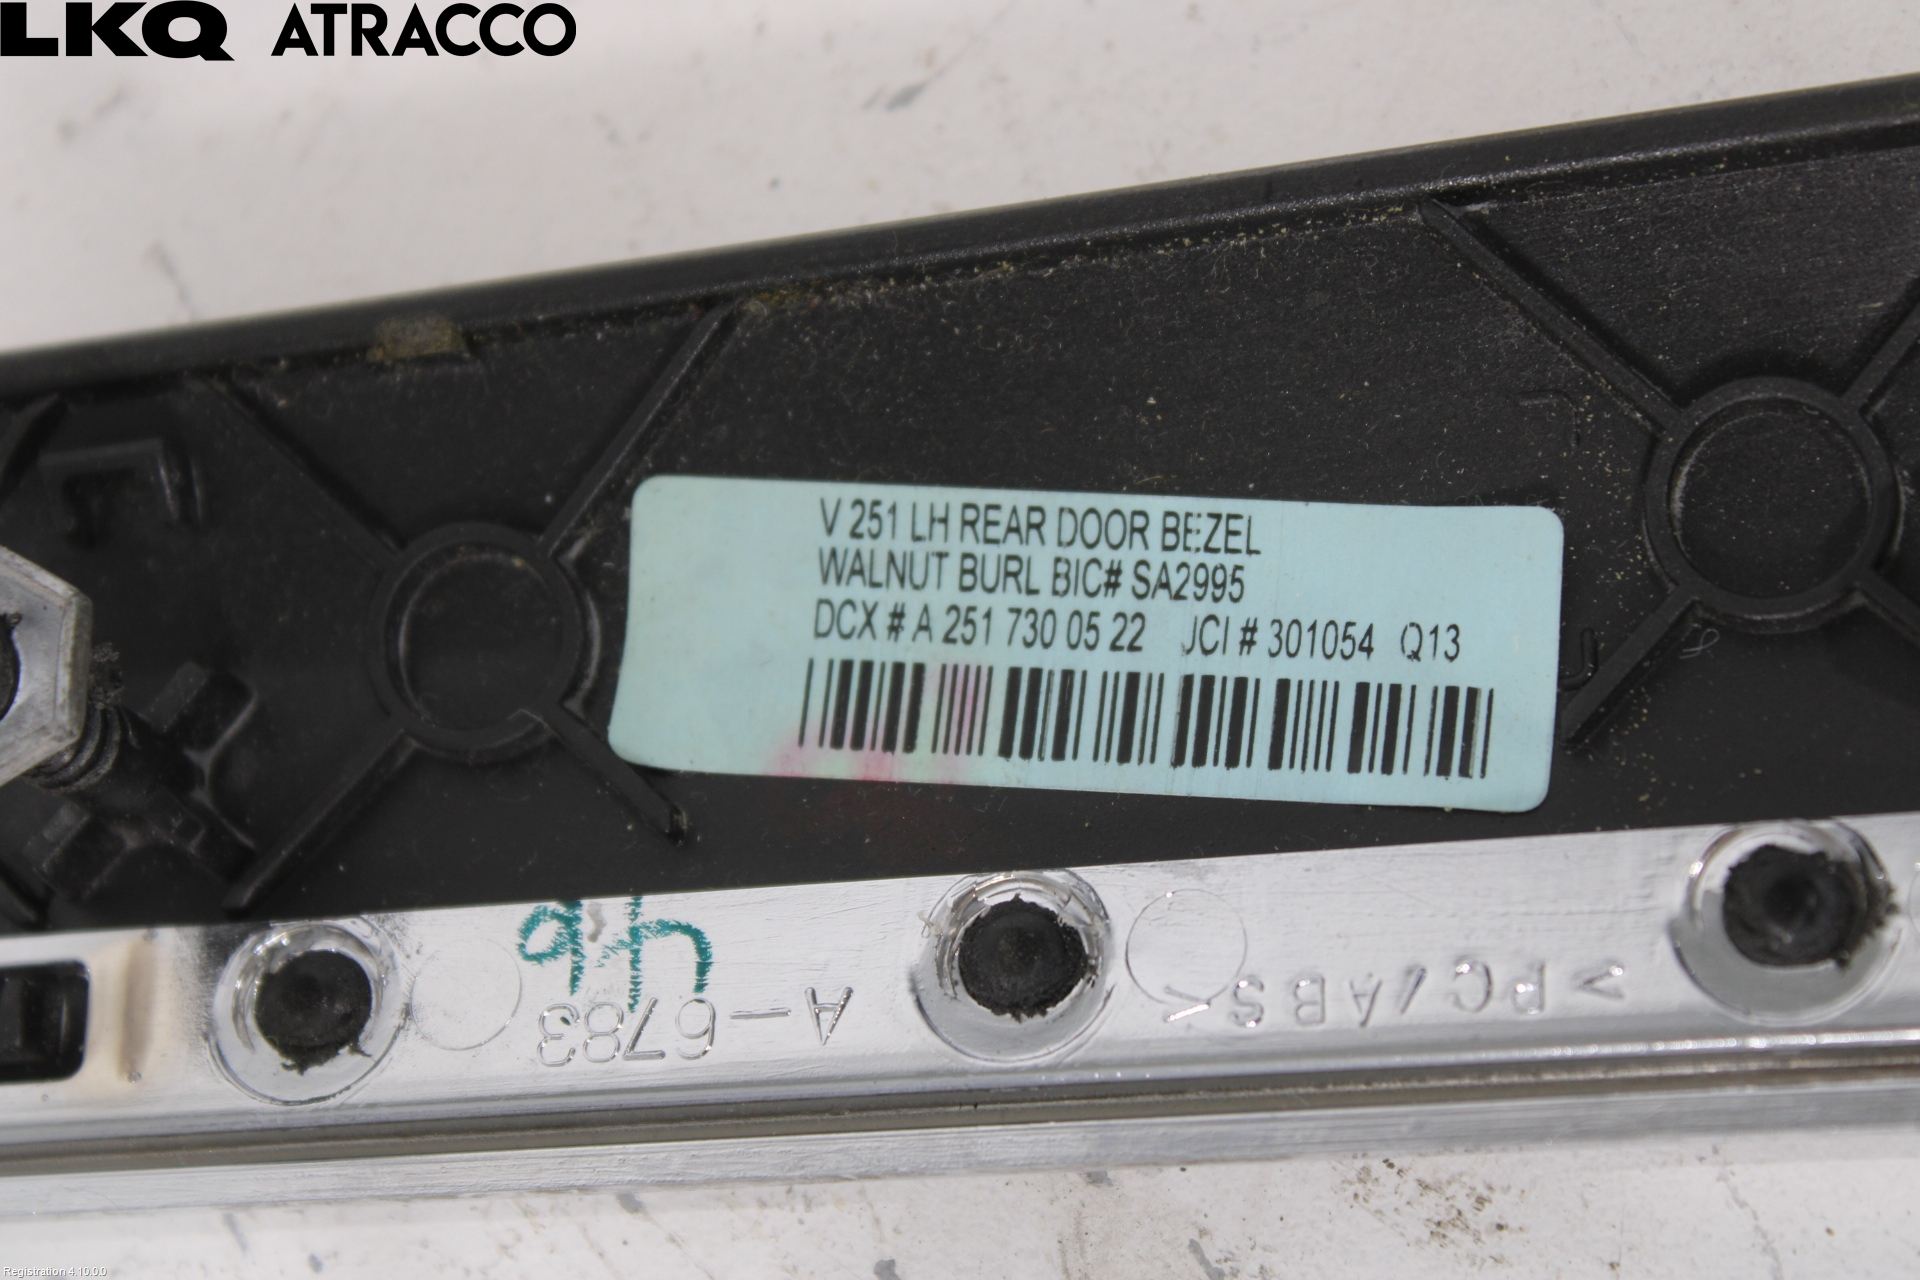 LKQ ATRACCO
V 251 LH REAR DOOR BEZEL
WALNUT BURL BIC# SA2995
DCX # A 251 730 05 22 JCI # 301054 Q13
46
A-6783
>PC/ABS<
Registration 4.10.0.0